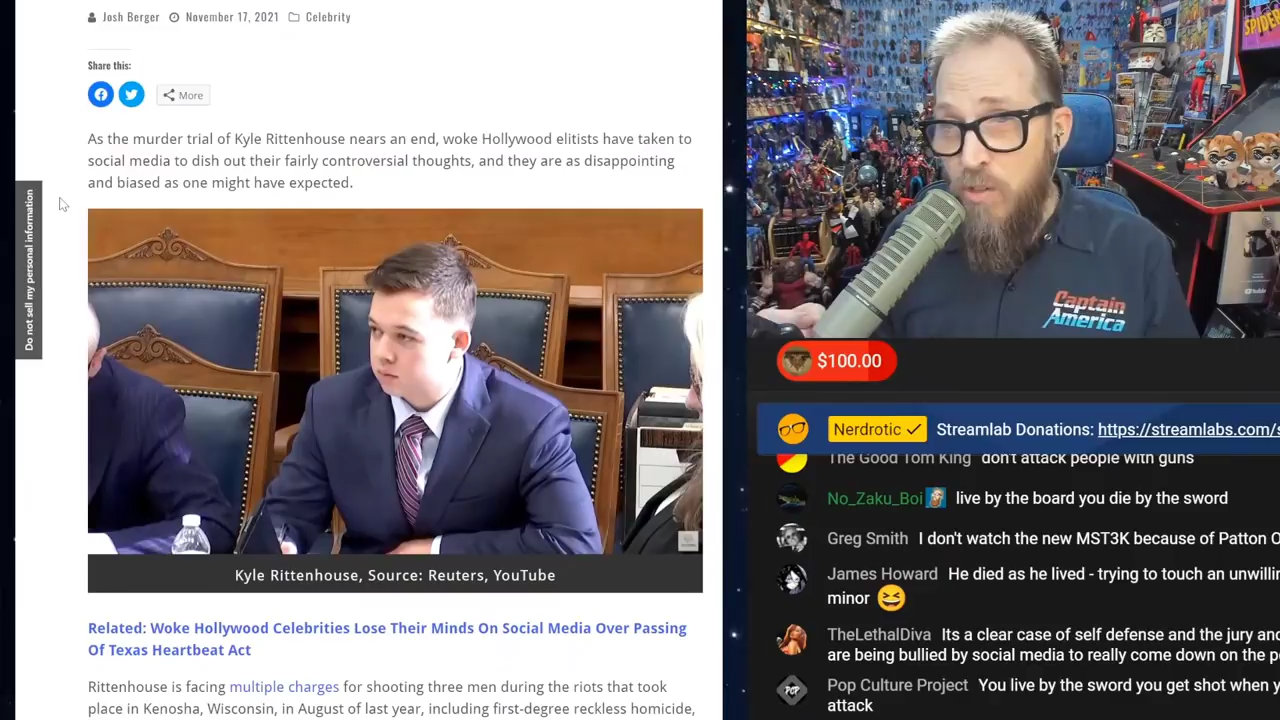 Josh Berger November 17, 2021 Celebrity
Share this:
More
As the murder trial of Kyle Rittenhouse nears an end, woke Hollywood elitists have taken to
social media to dish out their fairly controversial thoughts, and they are as disappointing
and biased as one might have expected.
Do not sell my personal information
Kyle Rittenhouse, Source: Reuters, YouTube
Related: Woke Hollywood Celebrities Lose Their Minds On Social Media Over Passing
Of Texas Heartbeat Act
Rittenhouse is facing multiple charges for shooting three men during the riots that took
place in Kenosha, Wisconsin, in August of last year, including first-degree reckless homicide,
Captain
America
$100.00
Nerdrotic Streamlab Donations: https://streamlabs.com/s
The Good Tom King don't attack people with guns
No_Zaku_Boi live by the board you die by the sword
Greg Smith I don't watch the new MST3K because of Patton O
James Howard He died as he lived - trying to touch an unwillin
minor
TheLethalDiva Its a clear case of self defense and the jury and
are being bullied by social media to really come down on the p
POP Pop Culture Project You live by the sword you get shot when y
attack